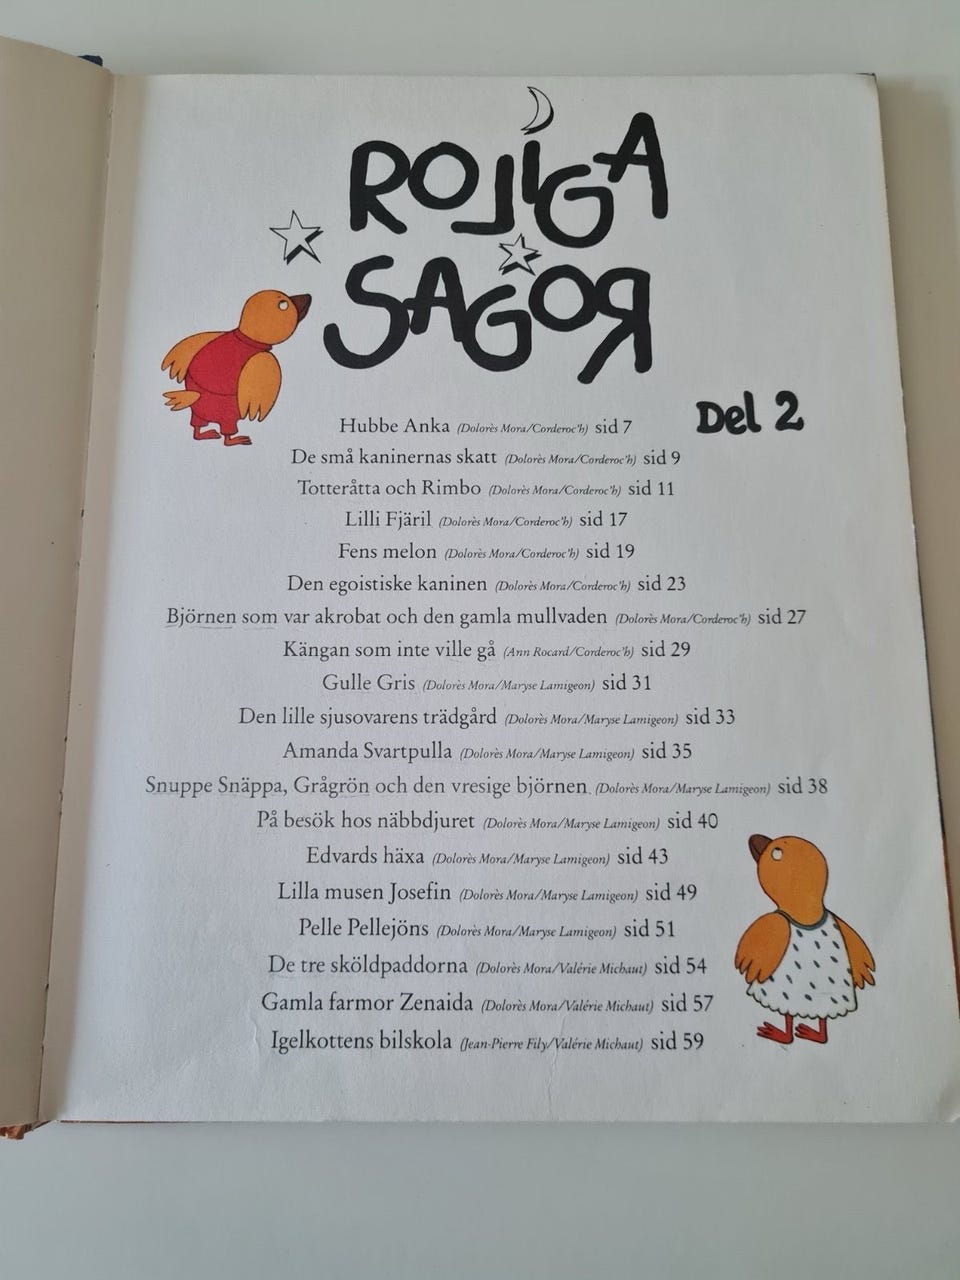 ROLIGA
SAGOR
Del 2
Hubbe Anka (Dolorès Mora/Corderoc'h) sid 7
De små kaninernas skatt (Dolorès Mora/Corderoc'h) sid 9
Totteråtta och Rimbo (Dolorès Mora/Corderoc'h) sid 11
Lilli Fjäril (Dolorès Mora/Corderoc'h) sid 17
Fens melon (Dolorès Mora/Corderoc'h) sid 19
Den egoistiske kaninen (Dolorès Mora/Corderoc'h) sid 23
Björnen som var akrobat och den gamla mullvaden (Dolorès Mora/Corderoc'h) sid 27
Kängan som inte ville gå (Ann Rocard/Corderoc'h) sid 29
Gulle Gris (Dolorès Mora/Maryse Lamigeon) sid 31
Den lille sjusovarens trädgård (Dolorès Mora/Maryse Lamigeon) sid 33
Amanda Svartpulla (Dolorès Mora/Maryse Lamigeon) sid 35
Snuppe Snäppa, Grågrön och den vresige björnen. (Dolorès Mora/Maryse Lamigeon) sid 38
På besök hos näbbdjuret (Dolorès Mora/Maryse Lamigeon) sid 40
Edvards häxa (Dolorès Mora/Maryse Lamigeon) sid 43
Lilla musen Josefin (Dolorès Mora/Maryse Lamigeon) sid 49
Pelle Pellejöns (Dolorès Mora/Maryse Lamigeon) sid 51
De tre sköldpaddorna (Dolorès Mora/Valérie Michaut) sid 54
Gamla farmor Zenaida (Dolorès Mora/Valérie Michaut) sid 57
Igelkottens bilskola (Jean-Pierre Fily/Valérie Michaut) sid 59